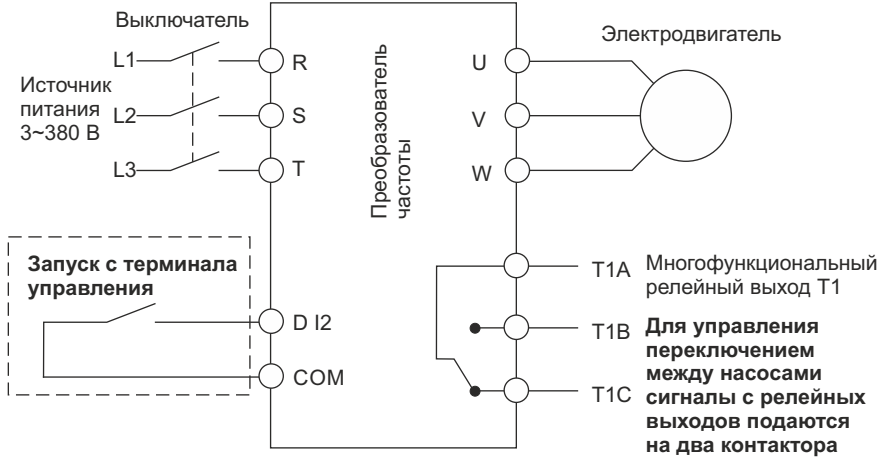 Выключатель
L1
R
Источник
питания
3~380 В
L2
S
L3
T
Преобразователь
частоты
Электродвигатель
U
V
W
Запуск с терминала
управления
D I2
COM
T1A
Многофункциональный
релейный выход T1
T1B
Для управления
переключением
между насосами
сигналы с релейных
выходов подаются
на два контактора
T1C